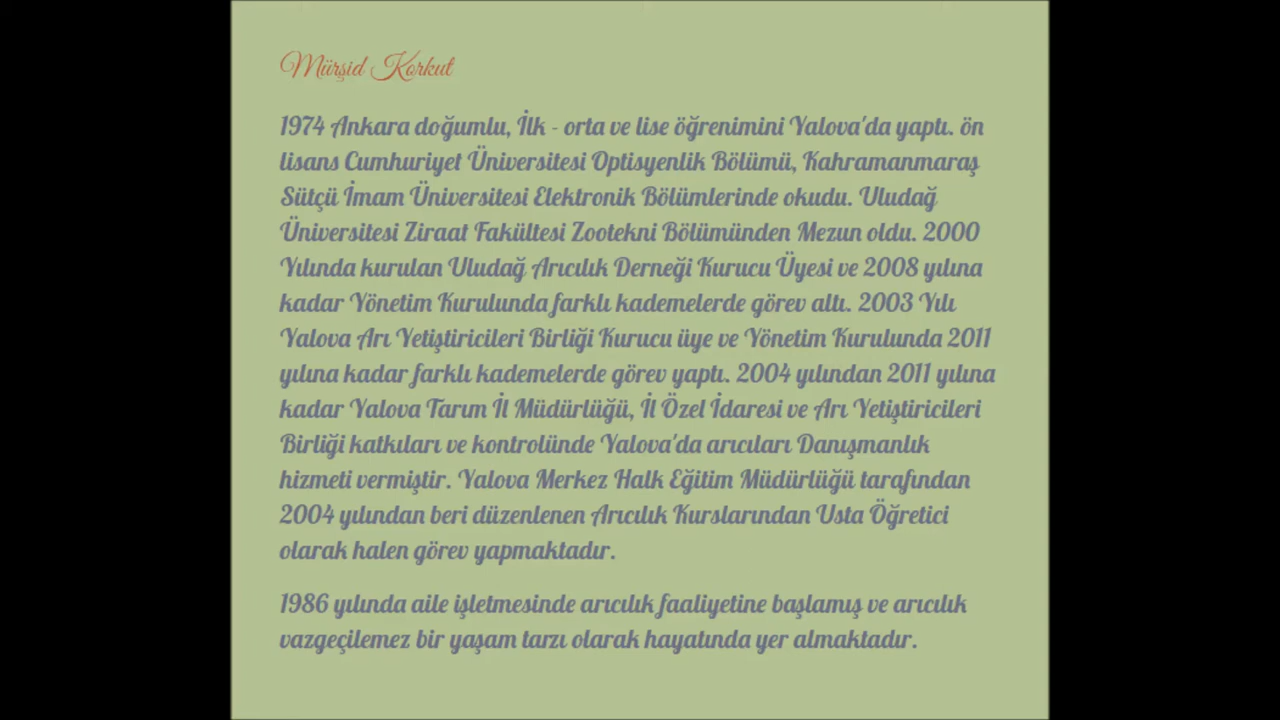 Mürşid Korkut
1974 Ankara doğumlu, İlk - orta ve lise öğrenimini Yalova'da yaptı. ön
lisans Cumhuriyet Üniversitesi Optisyenlik Bölümü, Kahramanmaraş
Sütçü İmam Üniversitesi Elektronik Bölümlerinde okudu. Uludağ
Üniversitesi Ziraat Fakültesi Zootekni Bölümünden Mezun oldu. 2000
Yılında kurulan Uludağ Arıcılık Derneği Kurucu Üyesi ve 2008 yılına
kadar Yönetim Kurulunda farklı kademelerde görev altı. 2003 Yılı
Yalova Arı Yetiştiricileri Birliği Kurucu üye ve Yönetim Kurulunda 2011
yılına kadar farklı kademelerde görev yaptı. 2004 yılından 2011 yılına
kadar Yalova Tarım İl Müdürlüğü, İl Özel İdaresi ve Arı Yetiştiricileri
Birliği katkıları ve kontrolünde Yalova'da arıcıları Danışmanlık
hizmeti vermiştir. Yalova Merkez Halk Eğitim Müdürlüğü tarafından
2004 yılından beri düzenlenen Arıcılık Kurslarından Usta Öğretici
olarak halen görev yapmaktadır.
1986 yılında aile işletmesinde arıcılık faaliyetine başlamış ve arıcılık
vazgeçilemez bir yaşam tarzı olarak hayatında yer almaktadır.